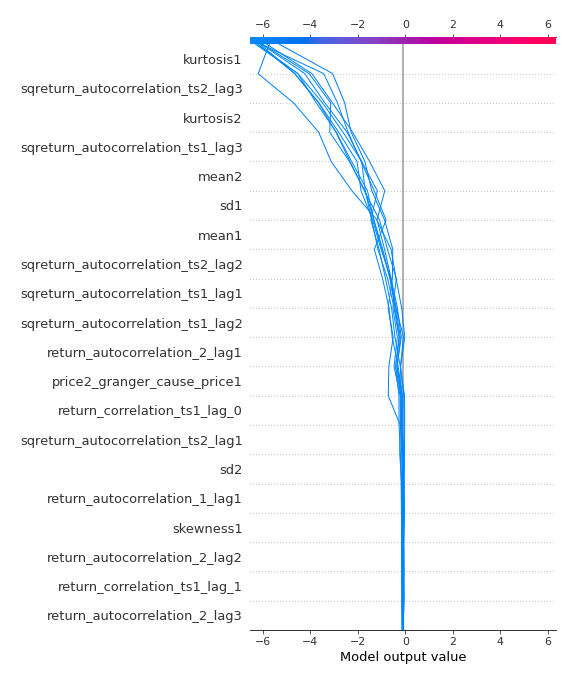 −6 −4 −2 0 2 4 6
kurtosis1
sqreturn_autocorrelation_ts2_lag3
kurtosis2
sqreturn_autocorrelation_ts1_lag3
mean2
sd1
mean1
sqreturn_autocorrelation_ts2_lag2
sqreturn_autocorrelation_ts1_lag1
sqreturn_autocorrelation_ts1_lag2
return_autocorrelation_2_lag1
price2_granger_cause_price1
return_correlation_ts1_lag_0
sqreturn_autocorrelation_ts2_lag1
sd2
return_autocorrelation_1_lag1
skewness1
return_autocorrelation_2_lag2
return_correlation_ts1_lag_1
return_autocorrelation_2_lag3
−6 −4 −2 0 2 4 6
Model output value